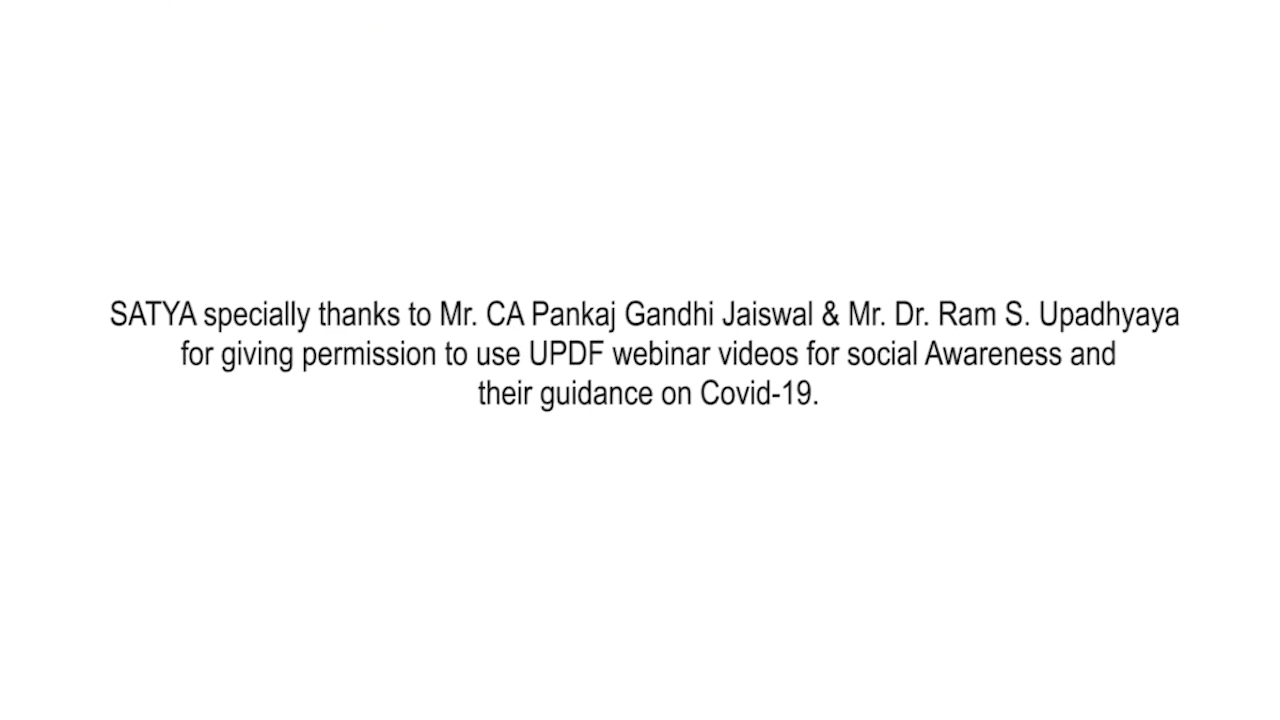 SATYA specially thanks to Mr. CA Pankaj Gandhi Jaiswal & Mr. Dr. Ram S. Upadhyaya
for giving permission to use UPDF webinar videos for social Awareness and
their guidance on Covid-19.